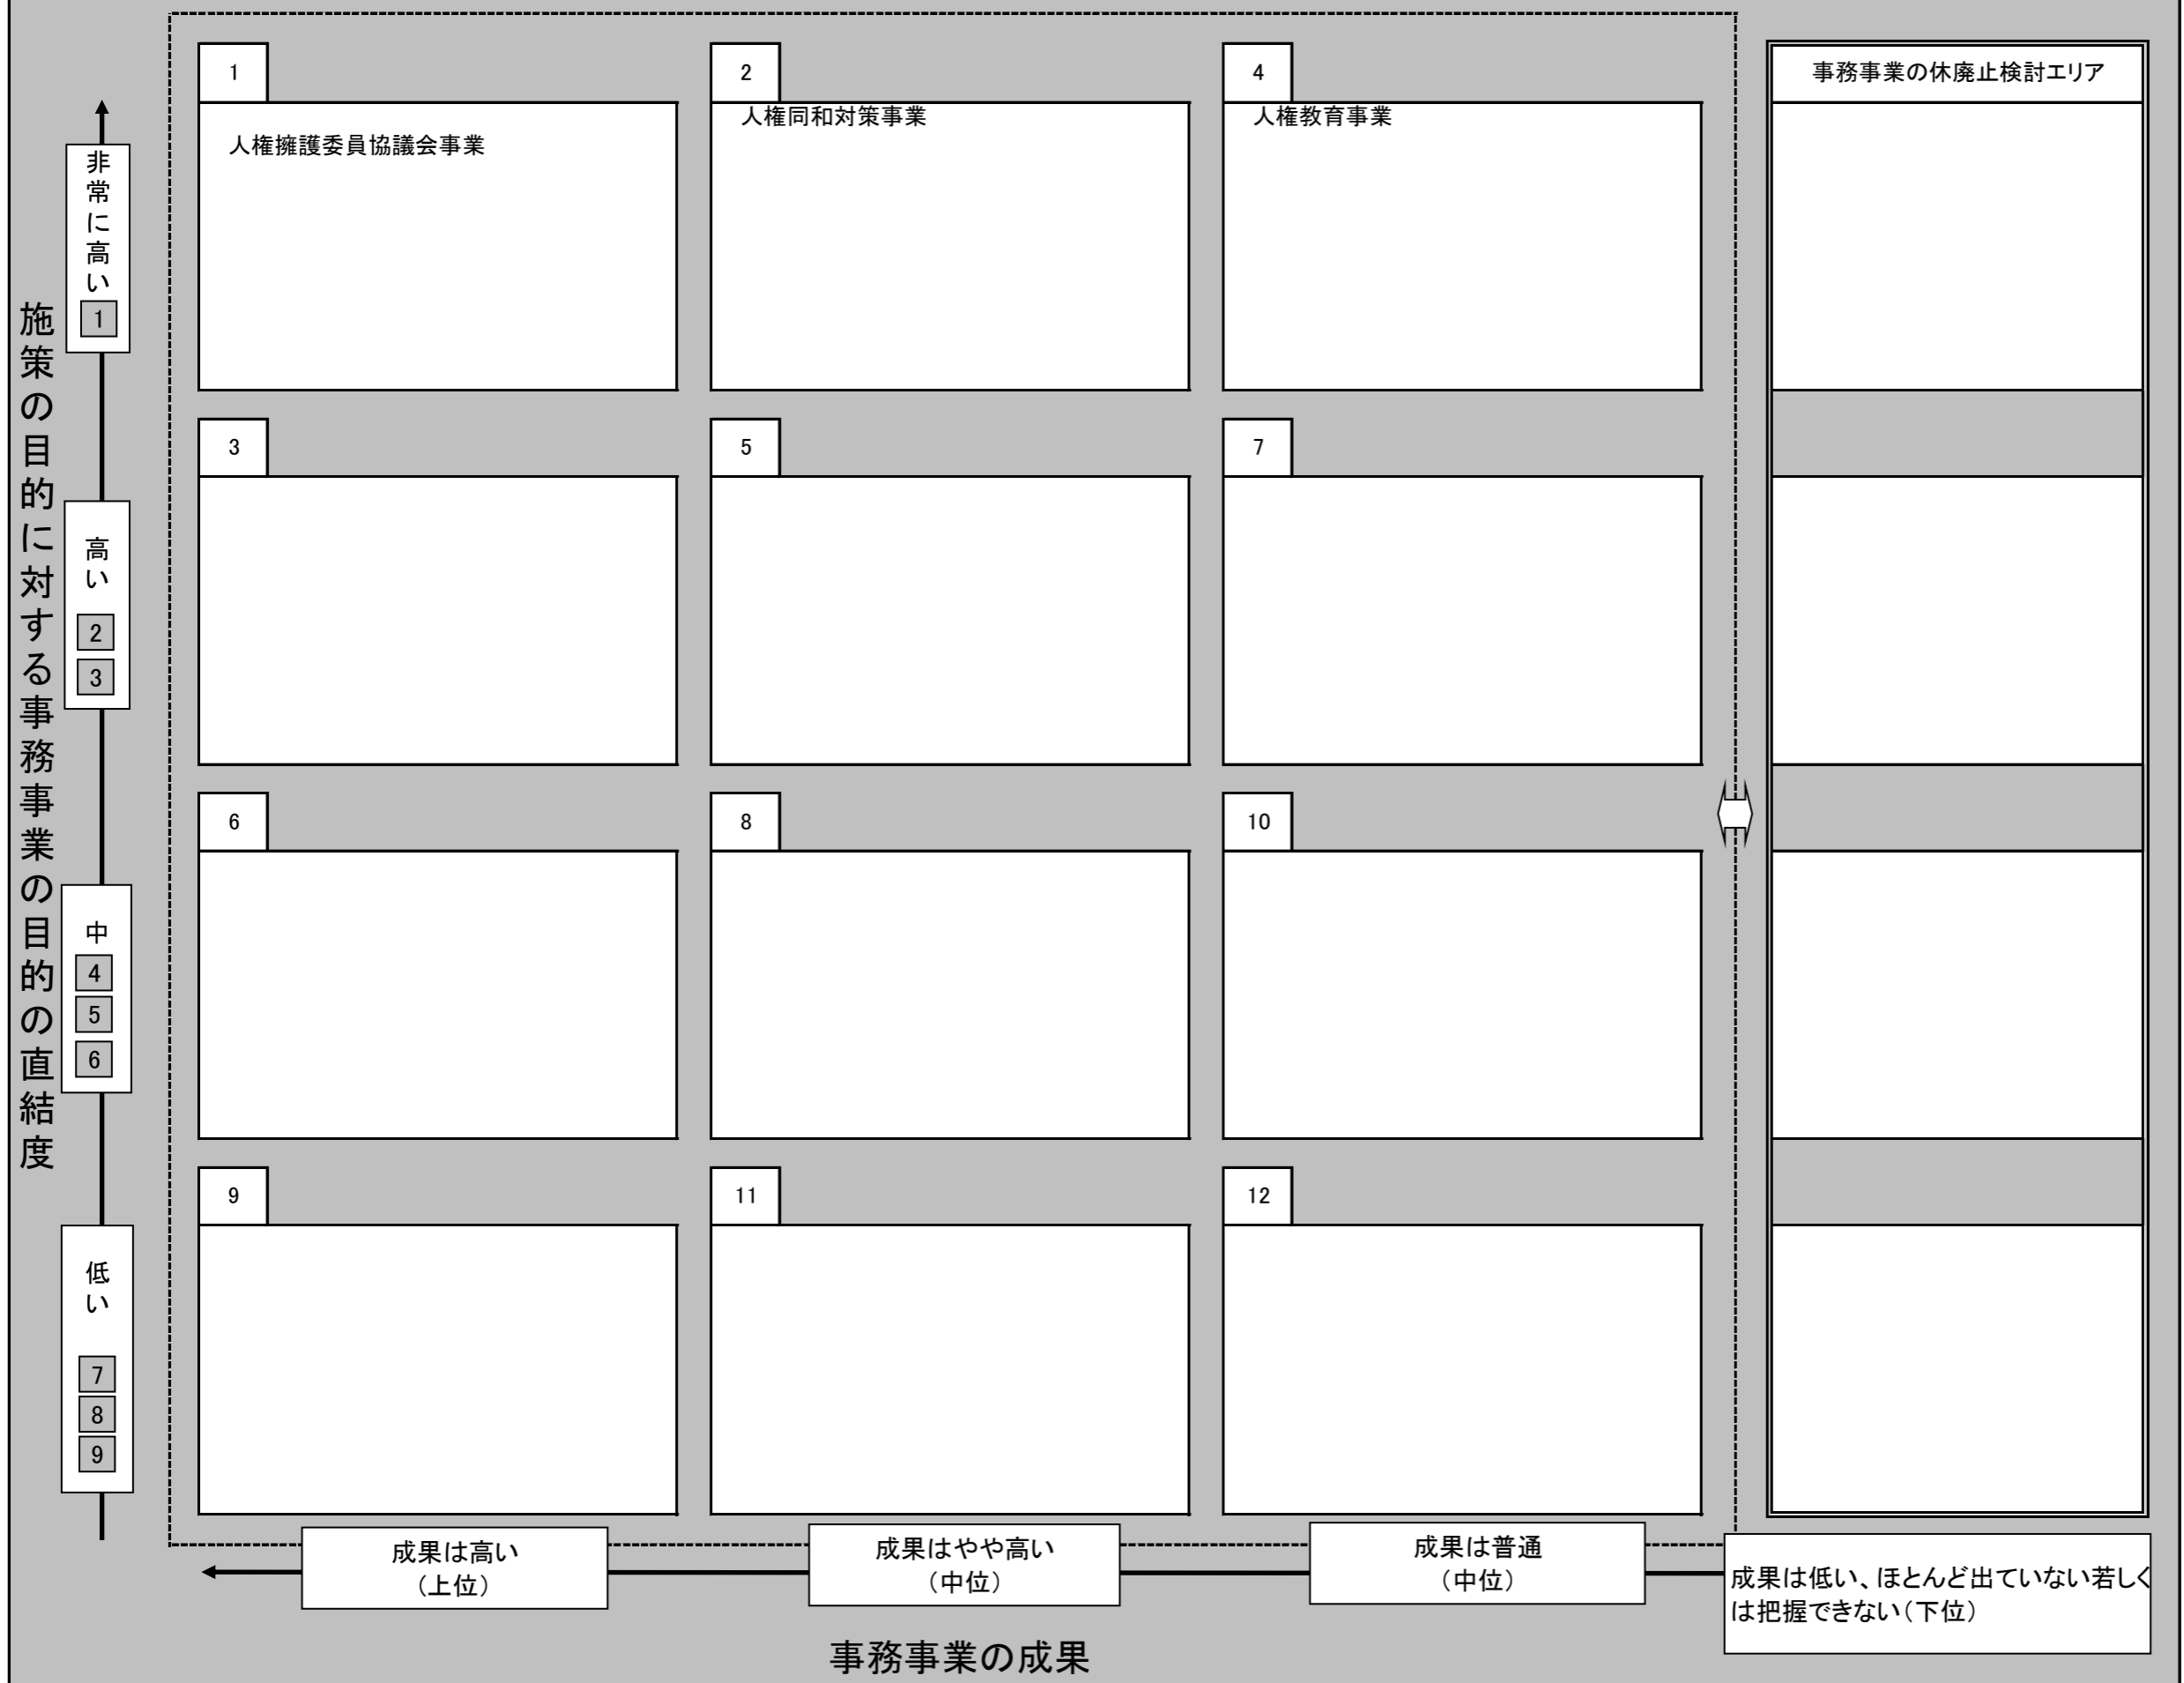 施策の目的に対する事務事業の目的の直結度
非常に高い
1
高い
2
3
中
4
5
6
低い
7
8
9
1
人権擁護委員協議会事業
2
人権同和対策事業
4
人権教育事業
事務事業の休廃止検討エリア
3
5
7
6
8
10
9
11
12
成果は高い
（上位）
成果はやや高い
（中位）
成果は普通
（中位）
成果は低い、ほとんど出ていない若しく
は把握できない（下位）
事務事業の成果